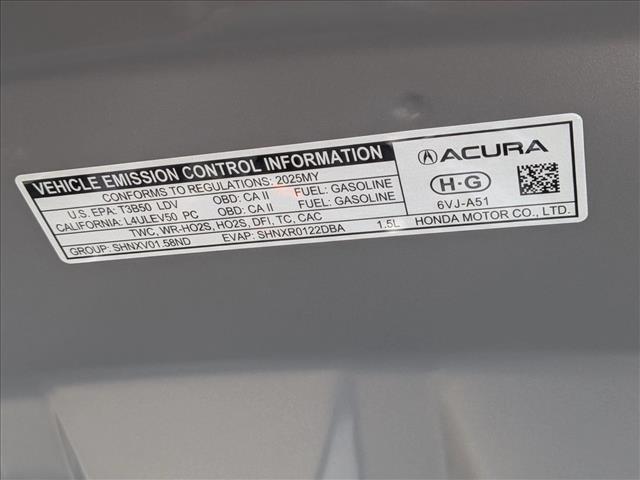 VEHICLE EMISSION CONTROL INFORMATION
CONFORMS TO REGULATIONS: 2025MY
U.S. EPA: T3B50 LDV OBD: CA II FUEL: GASOLINE
CALIFORNIA: L4ULEV50 PC OBD: CA II FUEL: GASOLINE
TWC, WR-HO2S, HO2S, DFI, TC, CAC
GROUP: SHNXV01.58ND EVAP: SHNXR0122DBA 1.5L
ACURA
H-G
6VJ-A51
HONDA MOTOR CO., LTD.